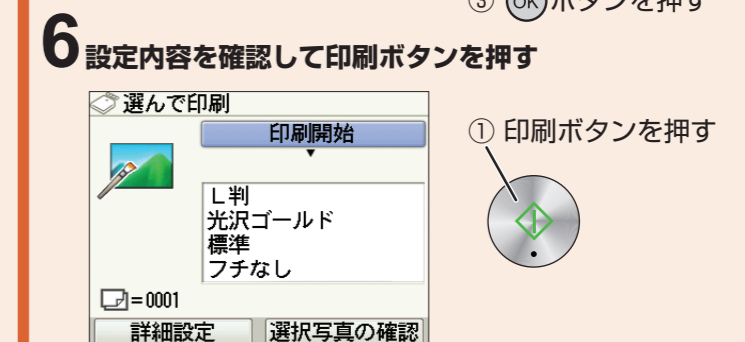 ③ OKボタンを押す
6 設定内容を確認して印刷ボタンを押す
選んで印刷
印刷開始
① 印刷ボタンを押す
L判
光沢ゴールド
標準
フチなし
=0001
詳細設定
選択写真の確認